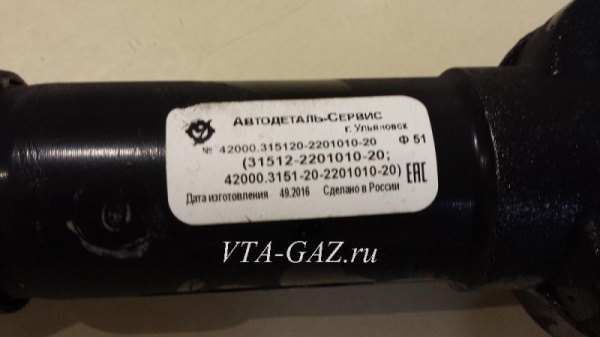 Автодеталь-Сервис
г. Ульяновск
№ 42000.315120-2201010-20 Ф 51
(31512-2201010-20;
42000.3151-20-2201010-20) EAC
Дата изготовления 49.2016 Сделано в России
VTA-GAZ.ru